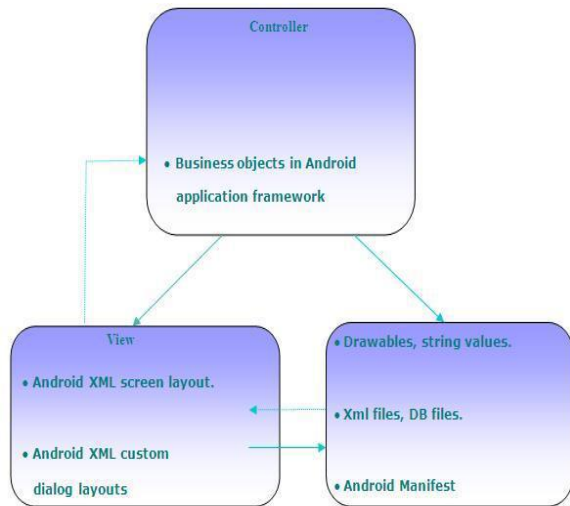 Controller
• Business objects in Android
application framework
View
• Android XML screen layout.
• Android XML custom
dialog layouts
• Drawables, string values.
• Xml files, DB files.
• Android Manifest